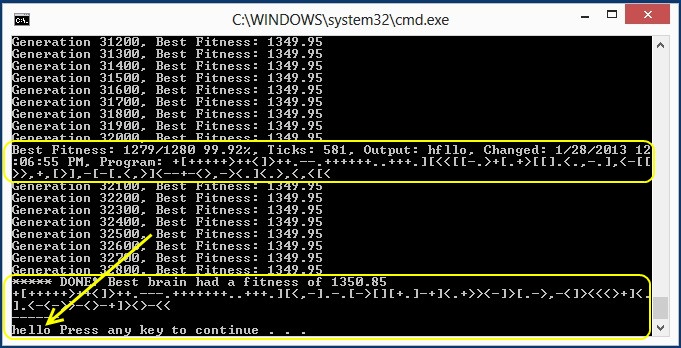 C:\WINDOWS\system32\cmd.exe
Generation 31200, Best Fitness: 1349.95
Generation 31300, Best Fitness: 1349.95
Generation 31400, Best Fitness: 1349.95
Generation 31500, Best Fitness: 1349.95
Generation 31600, Best Fitness: 1349.95
Generation 31700, Best Fitness: 1349.95
Generation 31800, Best Fitness: 1349.95
Generation 31900, Best Fitness: 1349.95
Generation 32000, Best Fitness: 1349.95
Best Fitness: 1279/1280 99.92%, Ticks: 581, Output: hfllo, Changed: 1/28/2013 12
:06:55 PM, Program: +[+++++>++<]>++.--.++++++..+++.][<<[[-.>+[.+>[[].<.,-.],<-[[
>>,+,[>],-[-[.<,>]<--+-<>,->[<.]<.>,<,<[<
Generation 32100, Best Fitness: 1349.95
Generation 32200, Best Fitness: 1349.95
Generation 32300, Best Fitness: 1349.95
Generation 32400, Best Fitness: 1349.95
Generation 32500, Best Fitness: 1349.95
Generation 32600, Best Fitness: 1349.95
Generation 32700, Best Fitness: 1349.95
Generation 32800, Best Fitness: 1349.95
***** DONE! Best brain had a fitness of 1350.85
+[+++++>++<]>++.---.+++++++..+++.][<,-].-.[->[][+.]-+]<.+>><-]>[.->,-<]><<<>+]<.
].<-<->>-<>-+]><>-<<
-----
hello Press any key to continue . . .